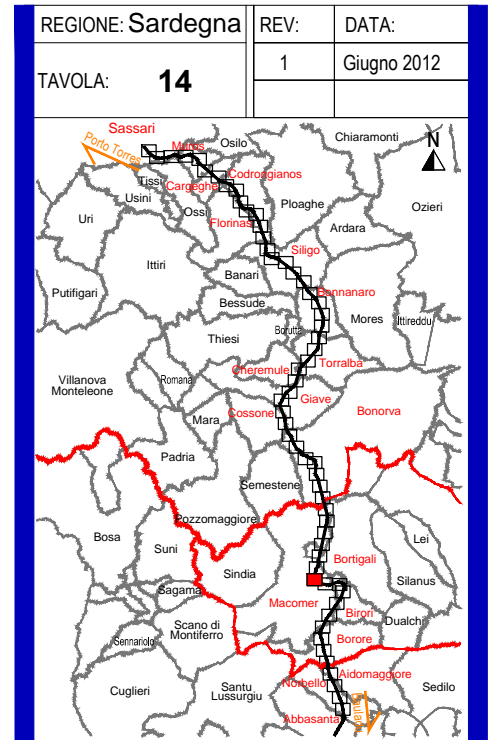 REGIONE: Sardegna
REV:
DATA:
TAVOLA: 14
1
Giugno 2012
Sassari
Porto Torres
Muros
Osilo
Chiaramonti
N
Tissi
Cargeghe
Codrongianos
Usini
Ossi
Ploaghe
Ozieri
Uri
Florinas
Ardara
Siligo
Ittiri
Banari
Bonnanaro
Putifigari
Bessude
Mores
Ittireddu
Borutta
Thiesi
Torralba
Cheremule
Villanova
Monteleone
Romana
Giave
Cossone
Bonorva
Mara
Padria
Semestene
Pozzomaggiore
Bosa
Lei
Suni
Bortigali
Sindia
Silanus
Sagama
Macomer
Birori
Dualchi
Scano di
Montiferro
Sennariolo
Borore
Aidomaggiore
Norbello
Cuglieri
Santu
Lussurgiu
Sedilo
Abbasanta